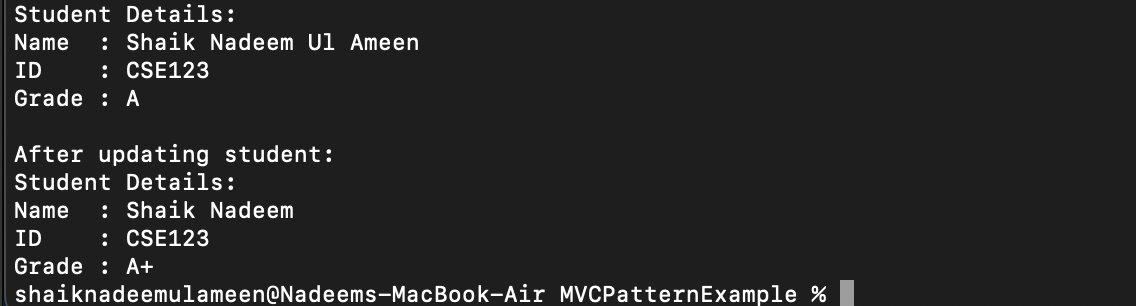 Student Details:
Name  : Shaik Nadeem Ul Ameen
ID    : CSE123
Grade : A

After updating student:
Student Details:
Name  : Shaik Nadeem
ID    : CSE123
Grade : A+
shaiknadeemulameen@Nadeems-MacBook-Air MVCPatternExample %